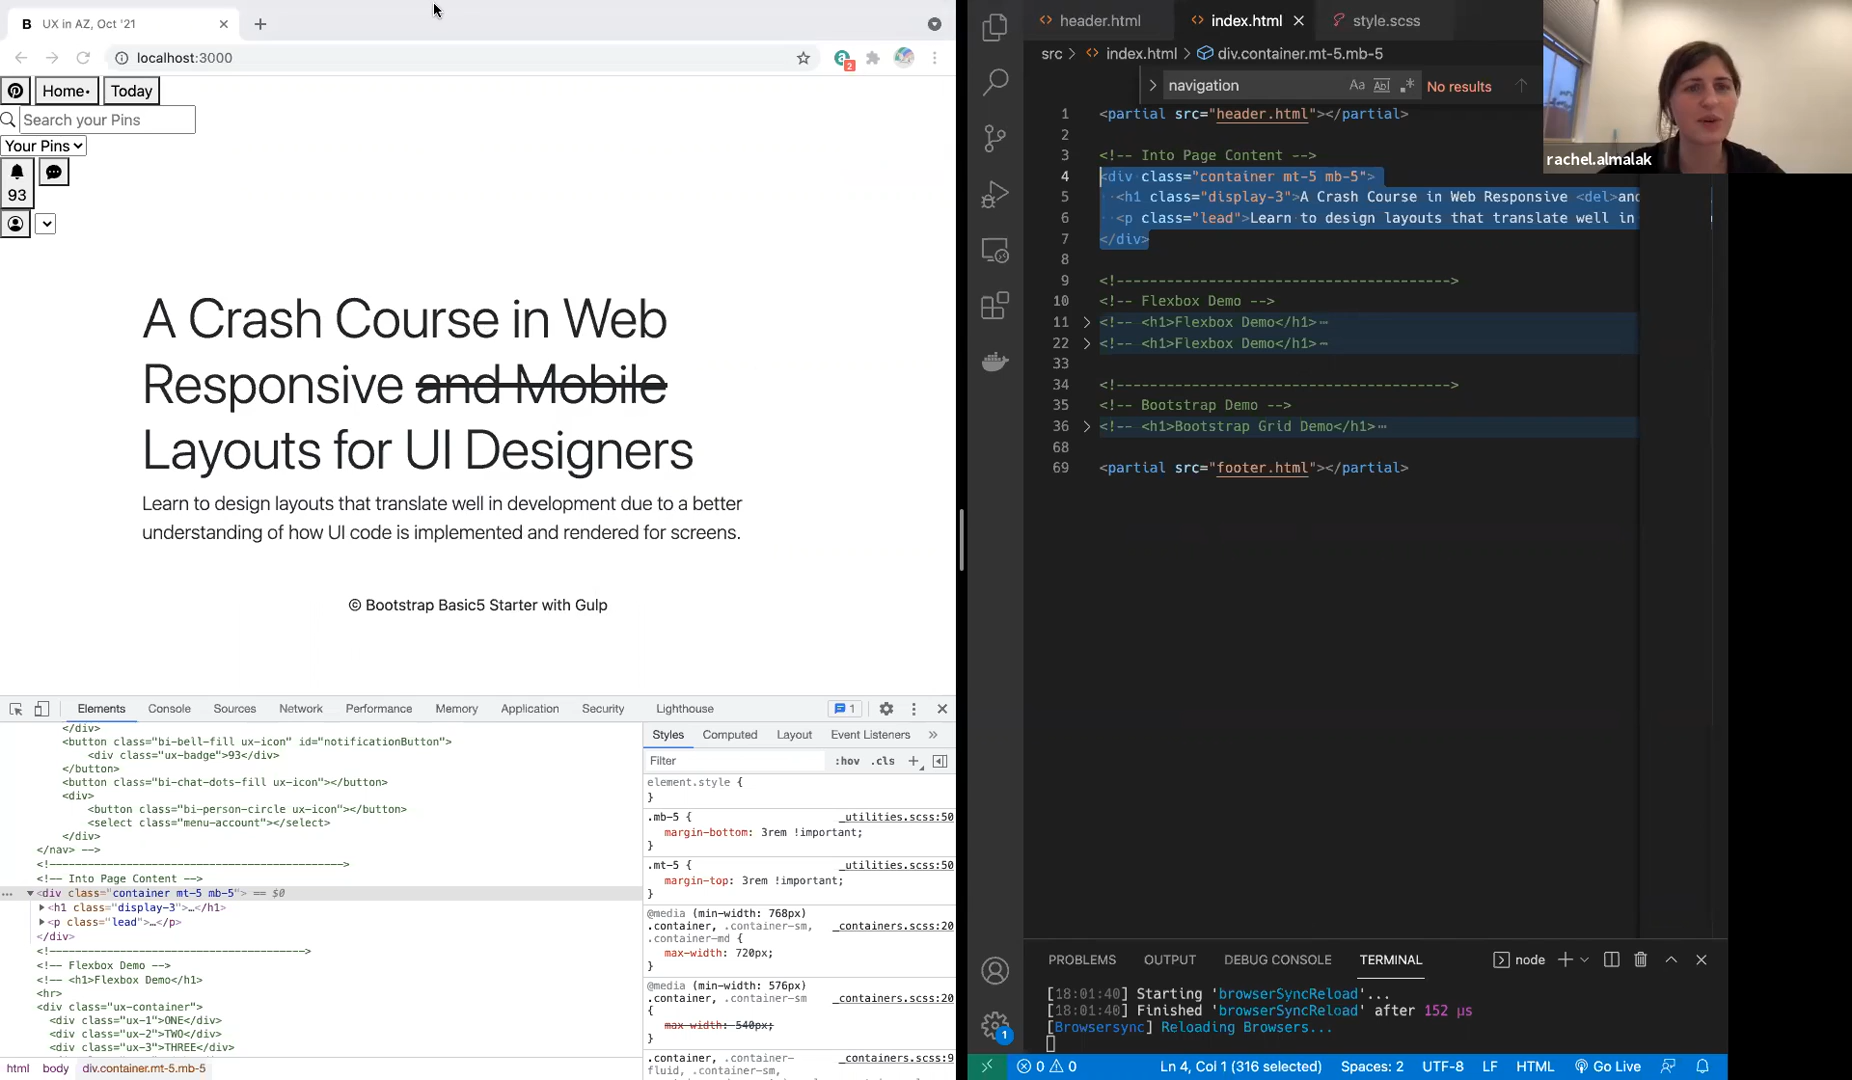 B UX in AZ, Oct '21
localhost:3000
2
Home• Today
Search your Pins
Your Pins
93
A Crash Course in Web
Responsive and Mobile
Layouts for UI Designers
Learn to design layouts that translate well in development due to a better
understanding of how UI code is implemented and rendered for screens.
© Bootstrap Basic5 Starter with Gulp
Elements Console Sources Network Performance Memory Application Security Lighthouse 1
</div>
<button class="bi-bell-fill ux-icon" id="notificationButton">
<div class="ux-badge">93</div>
</button>
<button class="bi-chat-dots-fill ux-icon"></button>
<div>
<button class="bi-person-circle ux-icon"></button>
<select class="menu-account"></select>
</div>
</nav> -->
<!------------------------------------------------->
<!-- Into Page Content -->
<div class="container mt-5 mb-5"> == $0
<h1 class="display-3">…</h1>
<p class="lead">…</p>
</div>
<!------------------------------------------>
<!-- Flexbox Demo -->
<!-- <h1>Flexbox Demo</h1>
<hr>
<div class="ux-container">
<div class="ux-1">ONE</div>
<div class="ux-2">TWO</div>
<div class="ux-3">THREE</div>
html body div.container.mt-5.mb-5
Styles Computed Layout Event Listeners »
Filter :hov .cls +
element.style {
}
.mb-5 { _utilities.scss:50
margin-bottom: 3rem !important;
}
.mt-5 { _utilities.scss:50
margin-top: 3rem !important;
}
@media (min-width: 768px)
.container, .container-sm, _containers.scss:20
.container-md {
max-width: 720px;
}
@media (min-width: 576px)
.container, .container-sm _containers.scss:20
{
max-width: 540px;
}
.container, .container- _containers.scss:9
fluid, .container-sm,
header.html index.html style.scss
src > index.html > div.container.mt-5.mb-5
navigation Aa Ab .* No results
1 <partial src="header.html"></partial>
2
3 <!-- Into Page Content -->
4 <div class="container mt-5 mb-5">
5 <h1 class="display-3">A Crash Course in Web Responsive <del>and
6 <p class="lead">Learn to design layouts that translate well in
7 </div>
8
9 <!---------------------------------------->
10 <!-- Flexbox Demo -->
11 <!-- <h1>Flexbox Demo</h1>…
22 <!-- <h1>Flexbox Demo</h1>…
33
34 <!---------------------------------------->
35 <!-- Bootstrap Demo -->
36 <!-- <h1>Bootstrap Grid Demo</h1>…
68
69 <partial src="footer.html"></partial>
rachel.almalak
PROBLEMS OUTPUT DEBUG CONSOLE TERMINAL node
[18:01:40] Starting 'browserSyncReload'...
[18:01:40] Finished 'browserSyncReload' after 152 μs
[Browsersync] Reloading Browsers...
1
0 0 Ln 4, Col 1 (316 selected) Spaces: 2 UTF-8 LF HTML Go Live